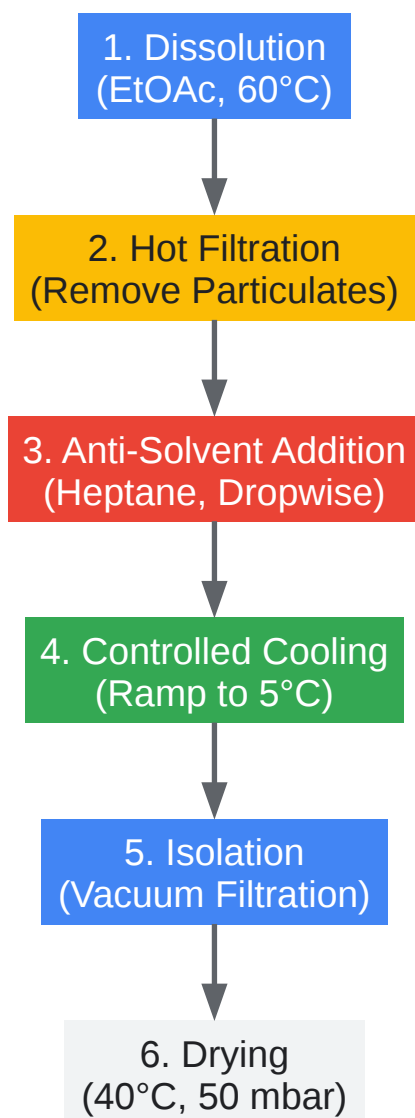 1. Dissolution
(EtOAc, 60°C)
2. Hot Filtration
(Remove Particulates)
3. Anti-Solvent Addition
(Heptane, Dropwise)
4. Controlled Cooling
(Ramp to 5°C)
5. Isolation
(Vacuum Filtration)
6. Drying
(40°C, 50 mbar)